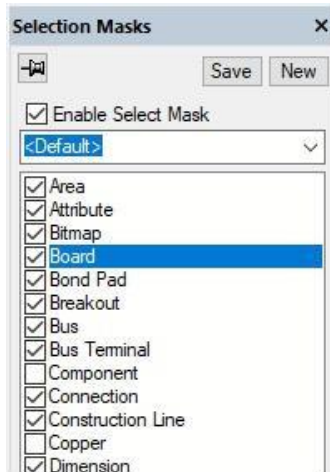 Selection Masks
Save New
Enable Select Mask
<Default>
Area
Attribute
Bitmap
Board
Bond Pad
Breakout
Bus
Bus Terminal
Component
Connection
Construction Line
Copper
Dimension